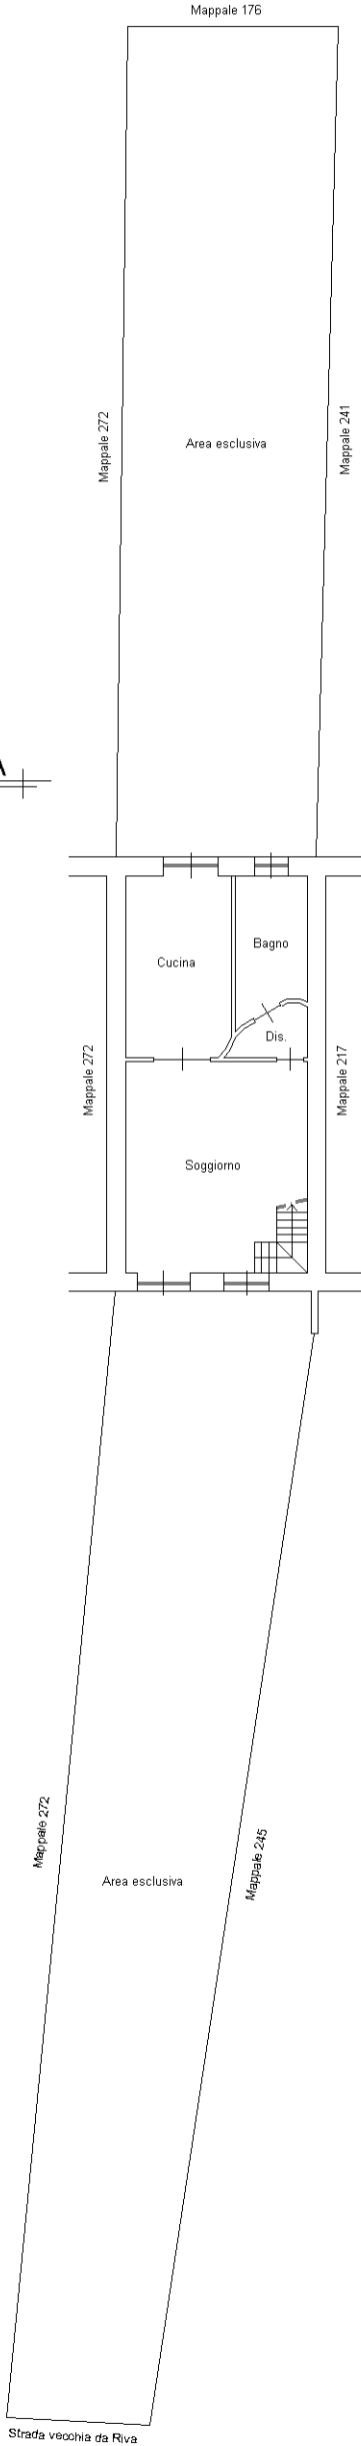 Mappale 176
Mappale 272
Area esclusiva
Mappale 241
A
Cucina
Bagno
Dis.
Mappale 272
Mappale 217
Soggiorno
Mappale 272
Area esclusiva
Mappale 245
Strada vecchia da Riva